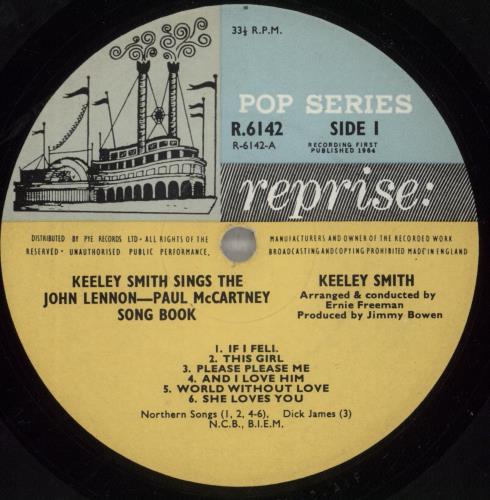 33⅓ R.P.M.
POP SERIES
R.6142 SIDE 1
R-6142-A RECORDING FIRST PUBLISHED 1964
reprise:
DISTRIBUTED BY PYE RECORDS LTD · ALL RIGHTS OF THE MANUFACTURERS AND OWNER OF THE RECORDED WORK
RESERVED · UNAUTHORISED PUBLIC PERFORMANCE, BROADCASTING AND COPYING PROHIBITED MADE IN ENGLAND
KEELEY SMITH SINGS THE
JOHN LENNON—PAUL McCARTNEY
SONG BOOK
KEELEY SMITH
Arranged & conducted by
Ernie Freeman
Produced by Jimmy Bowen
1. IF I FELL
2. THIS GIRL
3. PLEASE PLEASE ME
4. AND I LOVE HIM
5. WORLD WITHOUT LOVE
6. SHE LOVES YOU
Northern Songs (1, 2, 4-6), Dick James (3)
N.C.B., B.I.E.M.